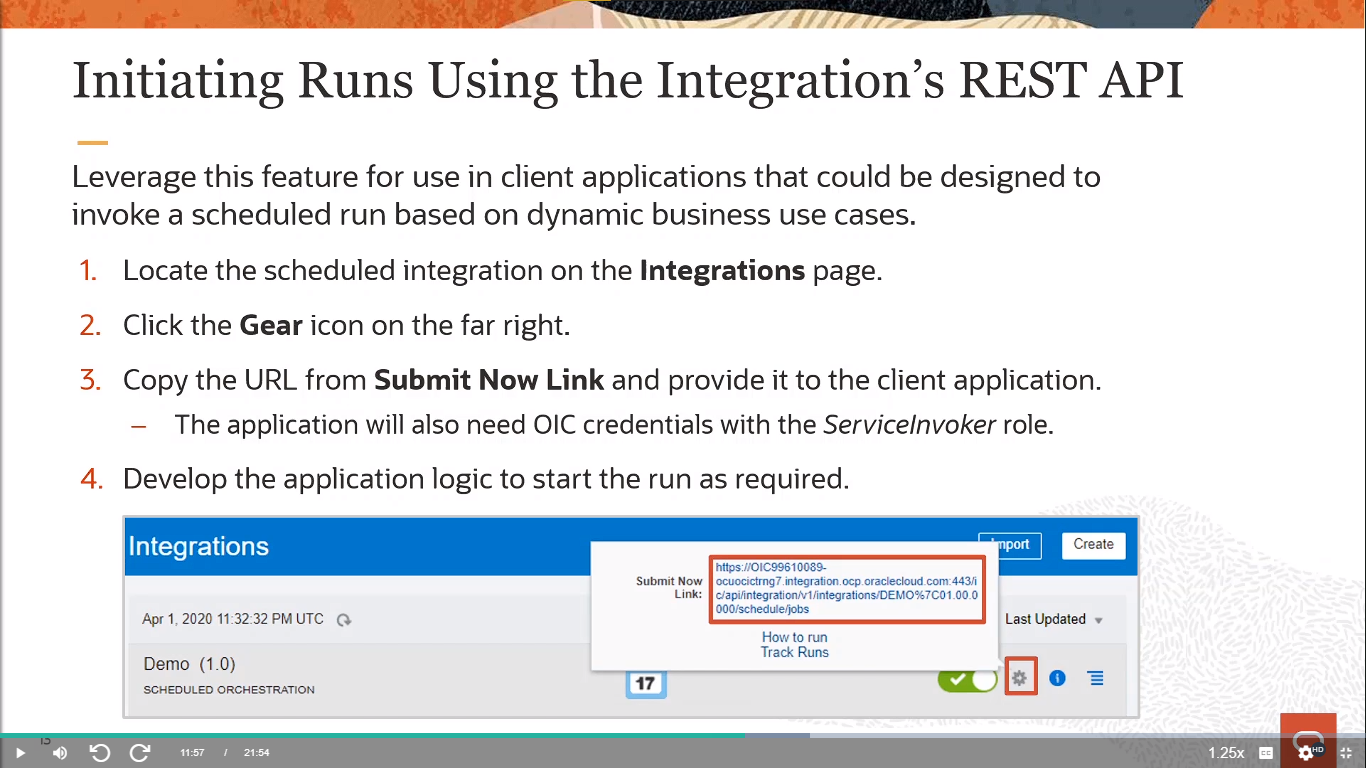 Initiating Runs Using the Integration's REST API
Leverage this feature for use in client applications that could be designed to
invoke a scheduled run based on dynamic business use cases.
1. Locate the scheduled integration on the Integrations page.
2. Click the Gear icon on the far right.
3. Copy the URL from Submit Now Link and provide it to the client application.
– The application will also need OIC credentials with the ServiceInvoker role.
4. Develop the application logic to start the run as required.
Integrations
Import
Create
Submit Now
Link:
https://OIC99610089-
ocuocictrng7.integration.ocp.oraclecloud.com:443/i
c/api/integration/v1/integrations/DEMO%7C01.00.0
000/schedule/jobs
How to run
Track Runs
Apr 1, 2020 11:32:32 PM UTC
Last Updated
Demo (1.0)
SCHEDULED ORCHESTRATION
17
11:57 / 21:54
1.25x
CC
HD